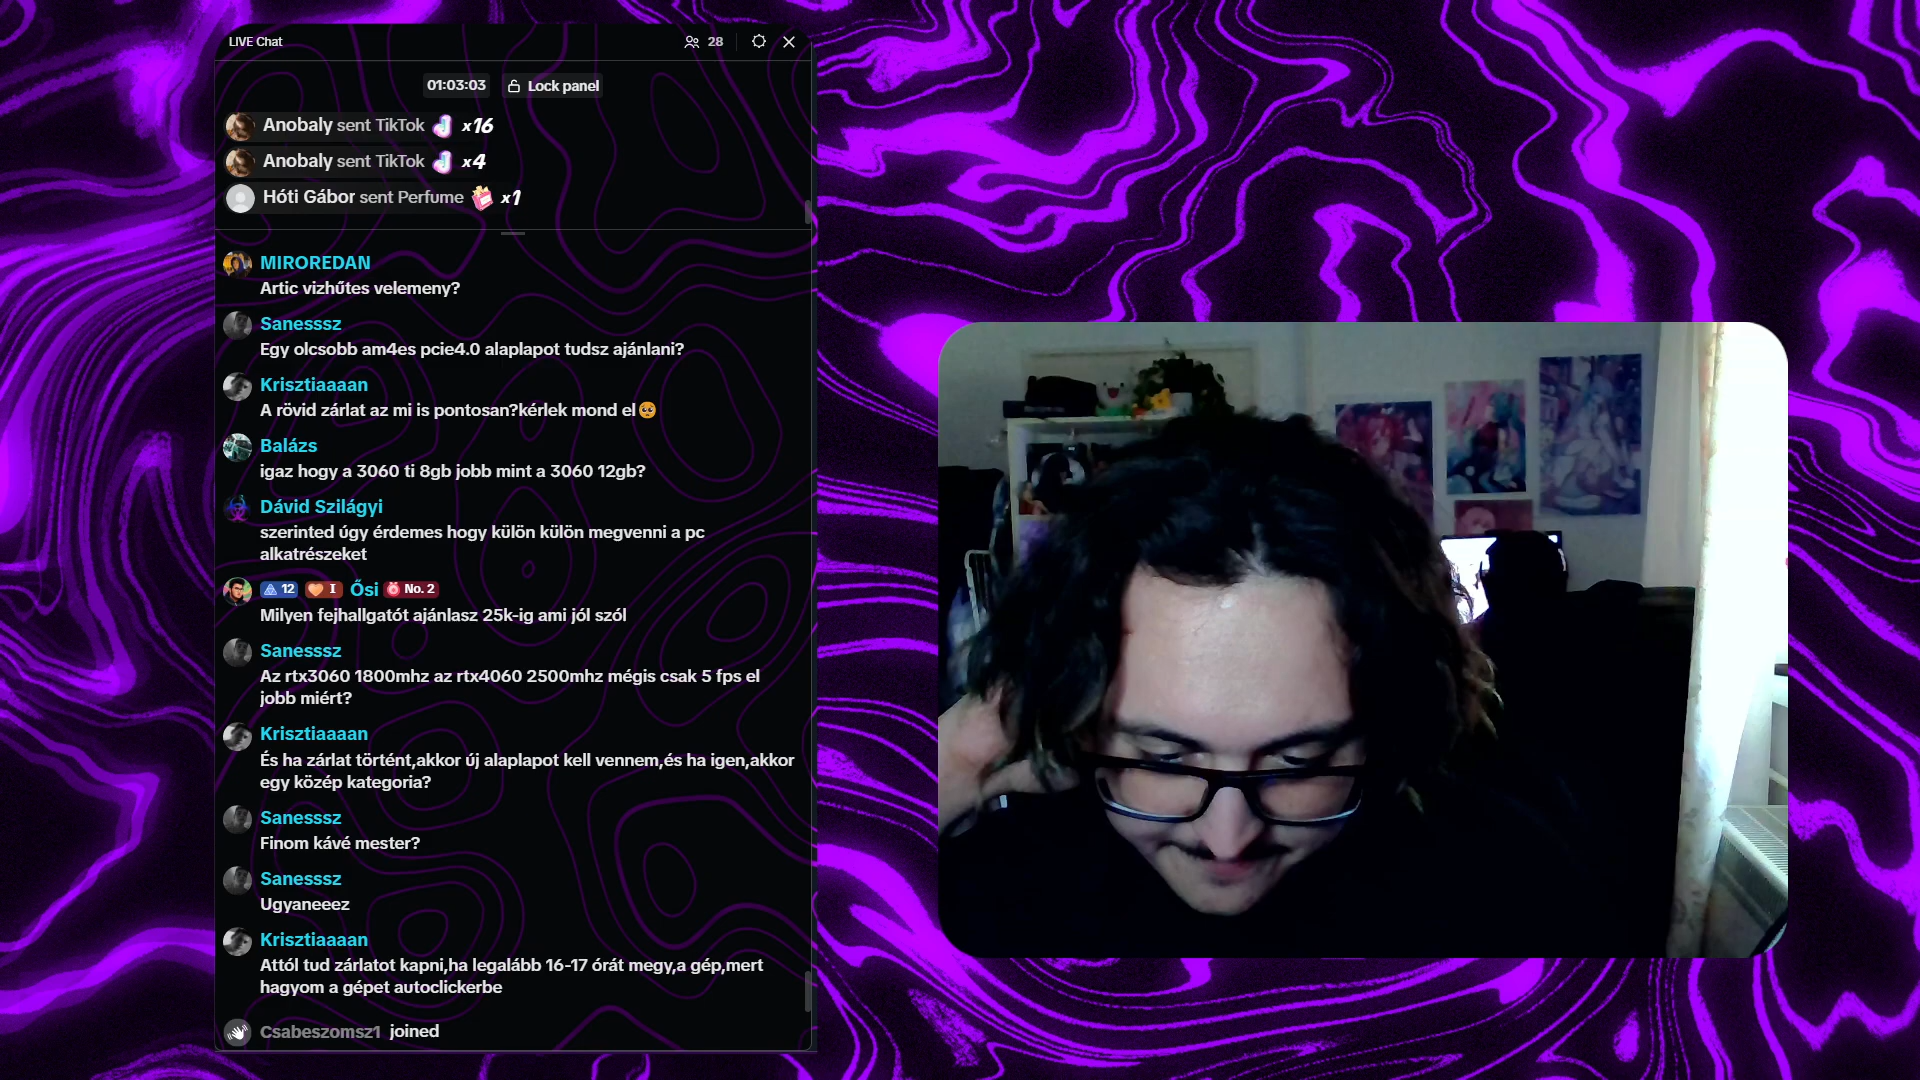 LIVE Chat
28
01:03:03
Lock panel
Anobaly sent TikTok x16
Anobaly sent TikTok x4
Hóti Gábor sent Perfume x1
MIROREDAN
Artic vizhűtes velemeny?
Sanesssz
Egy olcsobb am4es pcie4.0 alaplapot tudsz ajánlani?
Krisztiaaaan
A rövid zárlat az mi is pontosan?kérlek mond el🥺
Balázs
igaz hogy a 3060 ti 8gb jobb mint a 3060 12gb?
Dávid Szilágyi
szerinted úgy érdemes hogy külön külön megvenni a pc
alkatrészeket
12 I Ősi No. 2
Milyen fejhallgatót ajánlasz 25k-ig ami jól szól
Sanesssz
Az rtx3060 1800mhz az rtx4060 2500mhz mégis csak 5 fps el
jobb miért?
Krisztiaaaan
És ha zárlat történt,akkor új alaplapot kell vennem,és ha igen,akkor
egy közép kategoria?
Sanesssz
Finom kávé mester?
Sanesssz
Ugyaneeez
Krisztiaaaan
Attól tud zárlatot kapni,ha legalább 16-17 órát megy,a gép,mert
hagyom a gépet autoclickerbe
Csabeszomsz1 joined